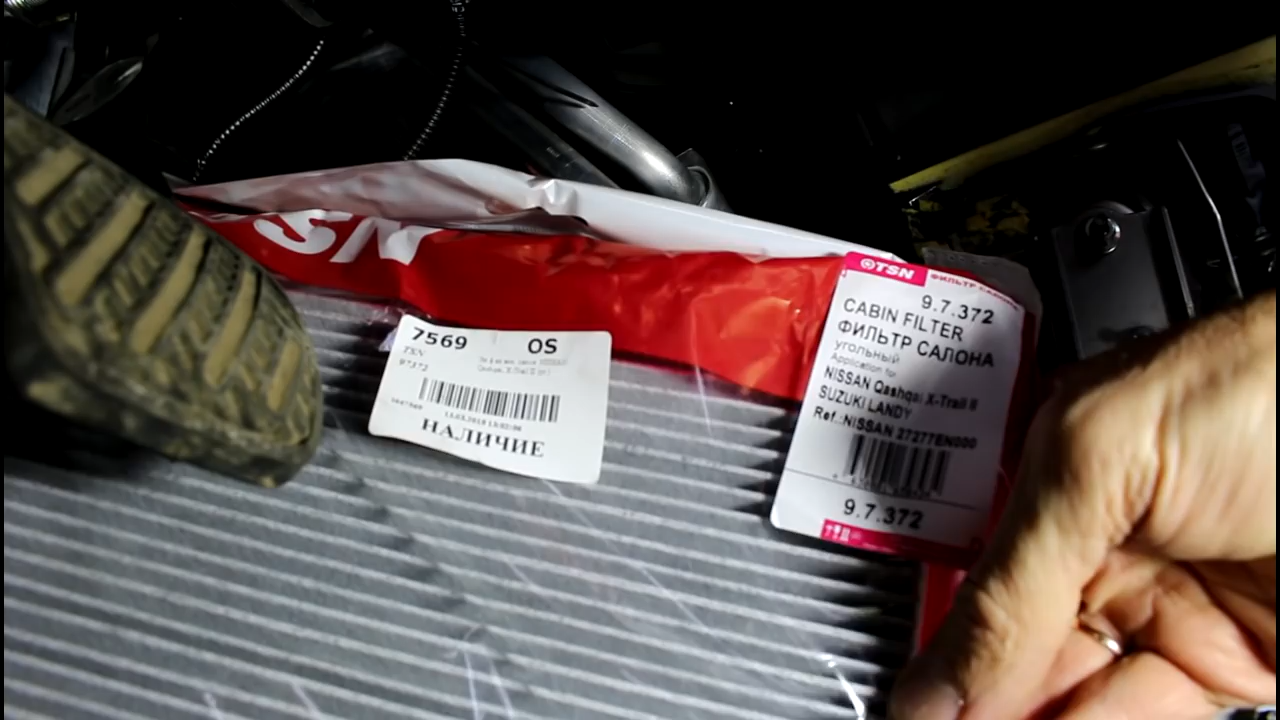 TSN
7569 OS
TSN
97372
НАЛИЧИЕ
TSN ФИЛЬТР САЛОНА
9.7.372
CABIN FILTER
ФИЛЬТР САЛОНА
угольный
Application for
NISSAN Qashqai X-Trail II
SUZUKI LANDY
Ref.:NISSAN 27277EN000
9.7.372